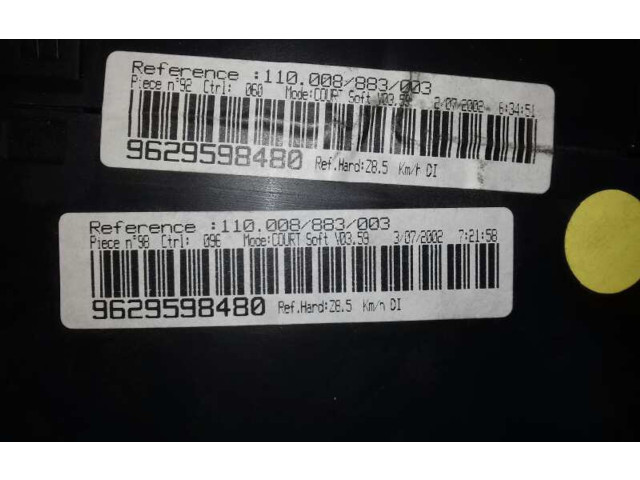 Reference :110.008/883/003
Piece n°92 Ctrl: 060 Mode:COURT Soft V03.59 2/07/2002 6:34:51
9629598480 Ref.Hard:Z8.5 Km/h DI
Reference :110.008/883/003
Piece n°98 Ctrl: 096 Mode:COURT Soft V03.59 3/07/2002 7:21:58
9629598480 Ref.Hard:Z8.5 Km/h DI